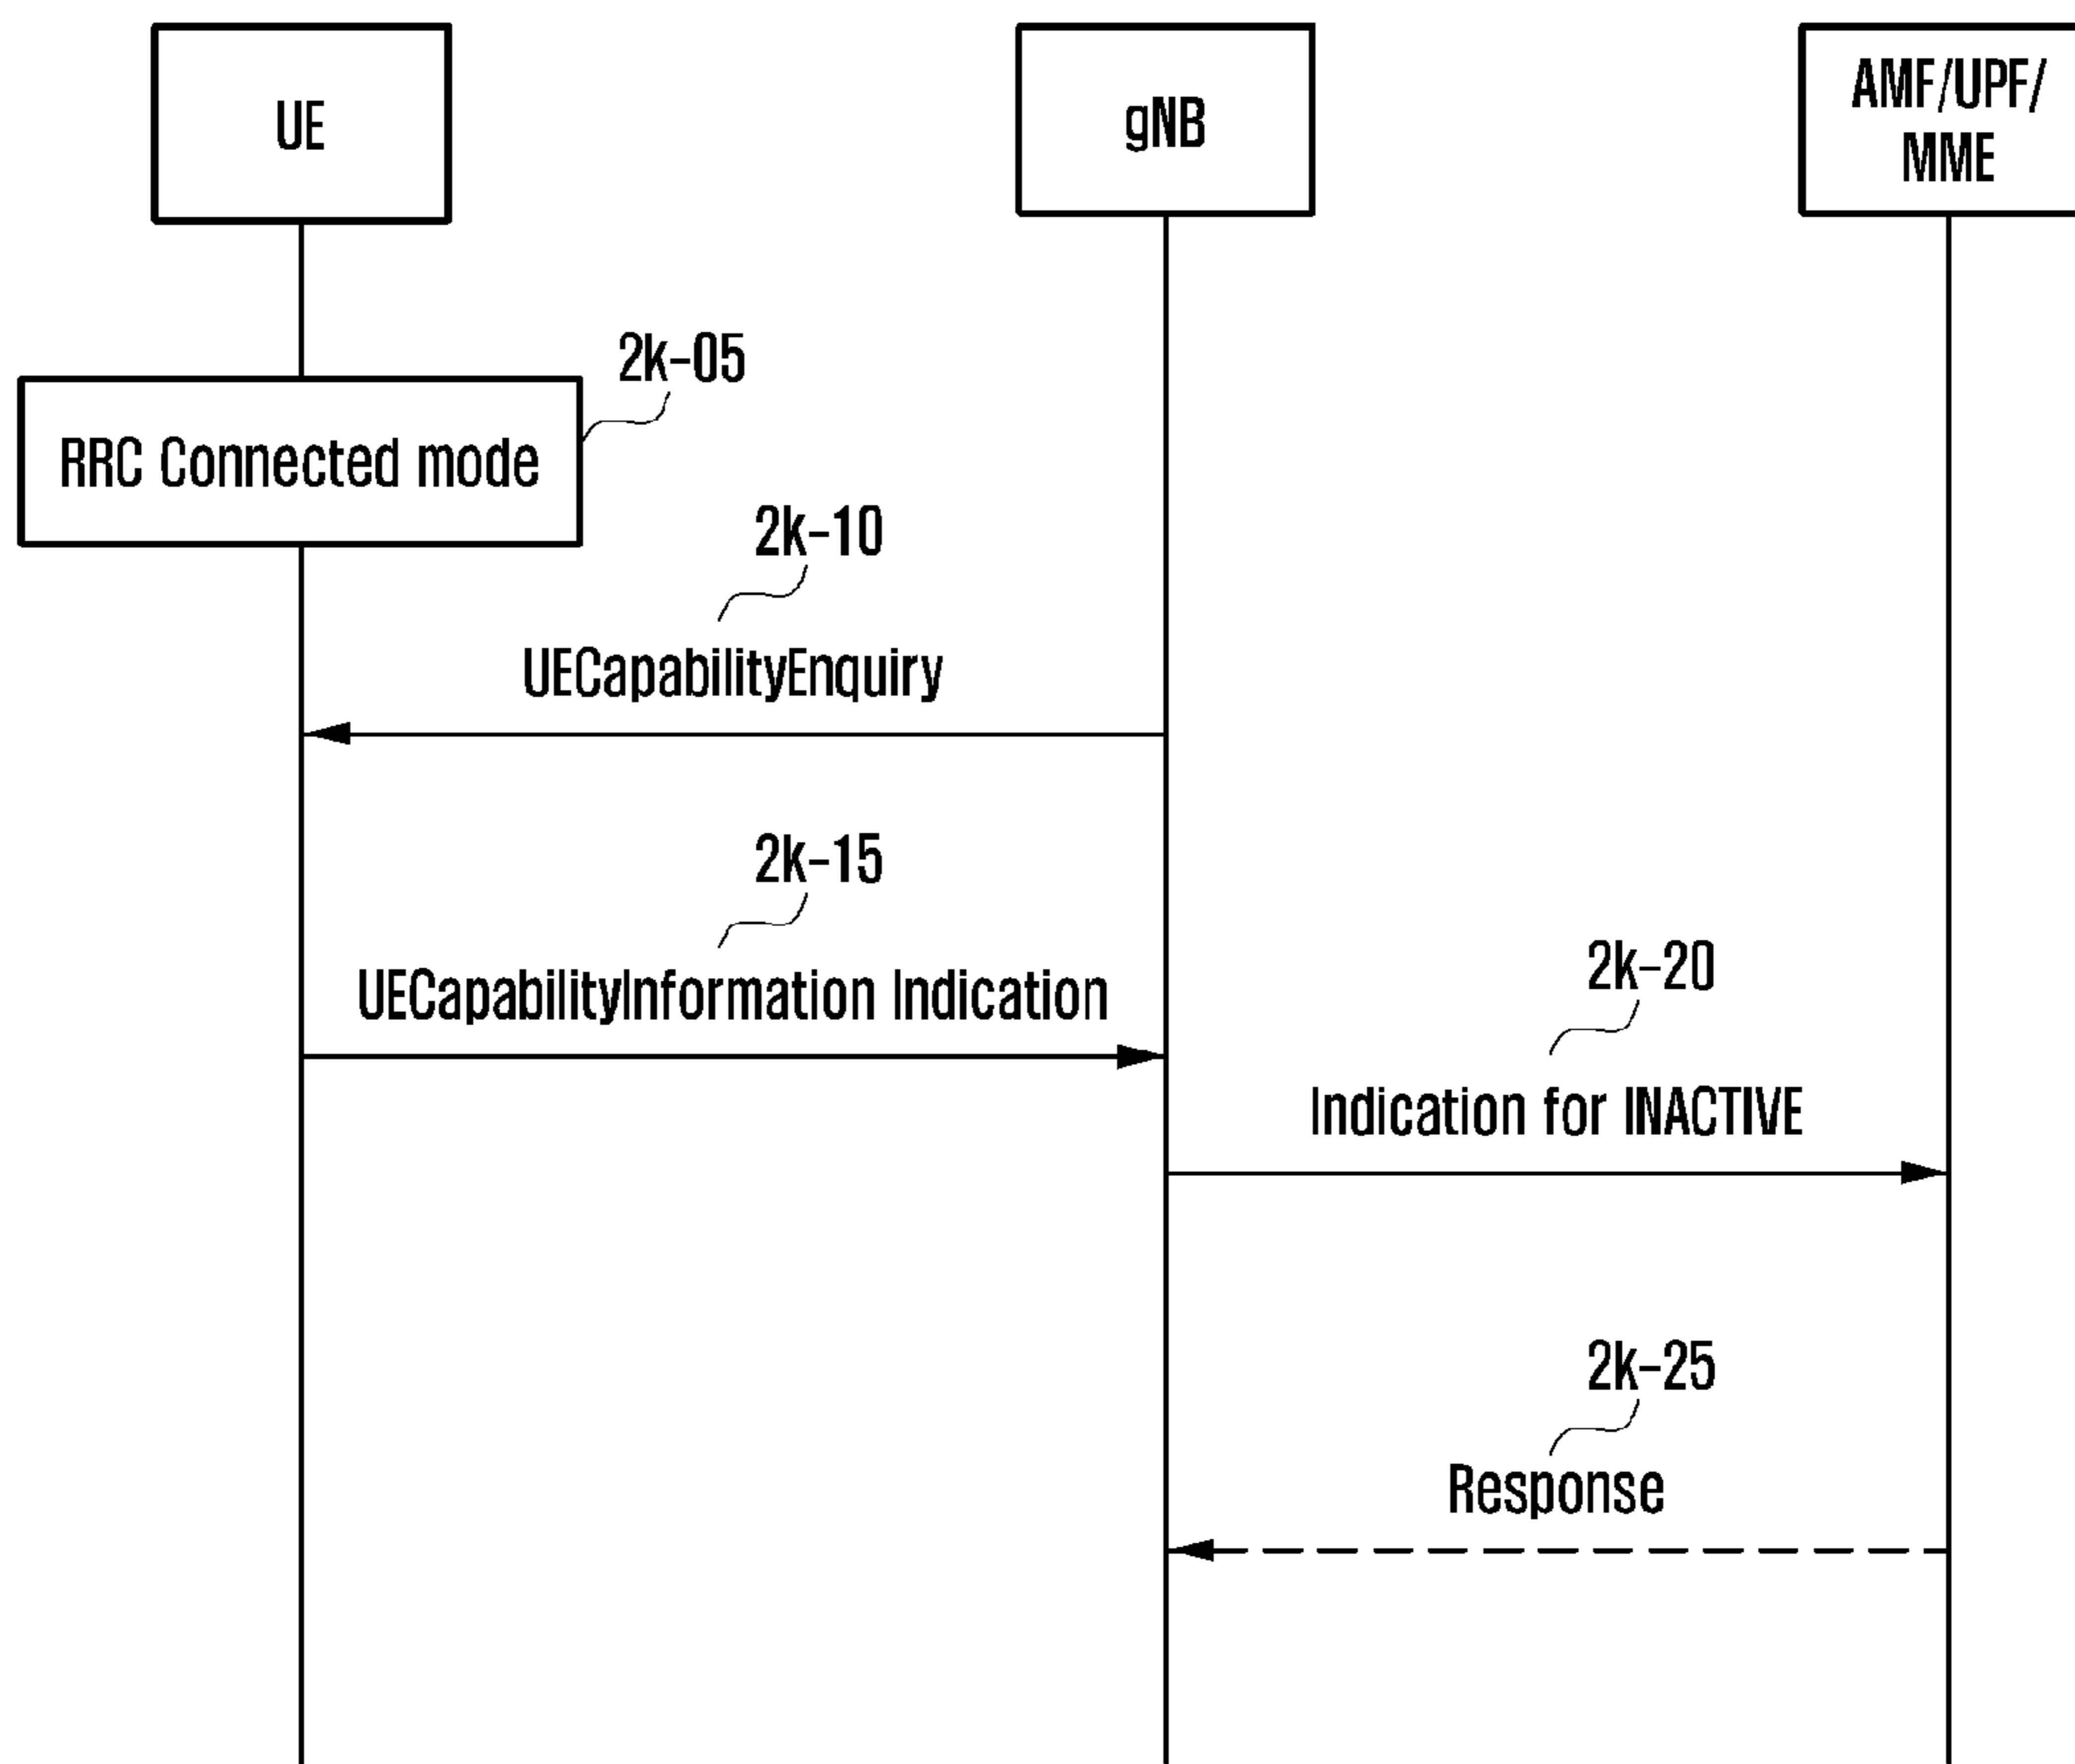 UE
gNB
AMF/UPF/
MME
2k-05
RRC Connected mode
2k-10
UECapabilityEnquiry
2k-15
UECapabilityInformation Indication
2k-20
Indication for INACTIVE
2k-25
Response